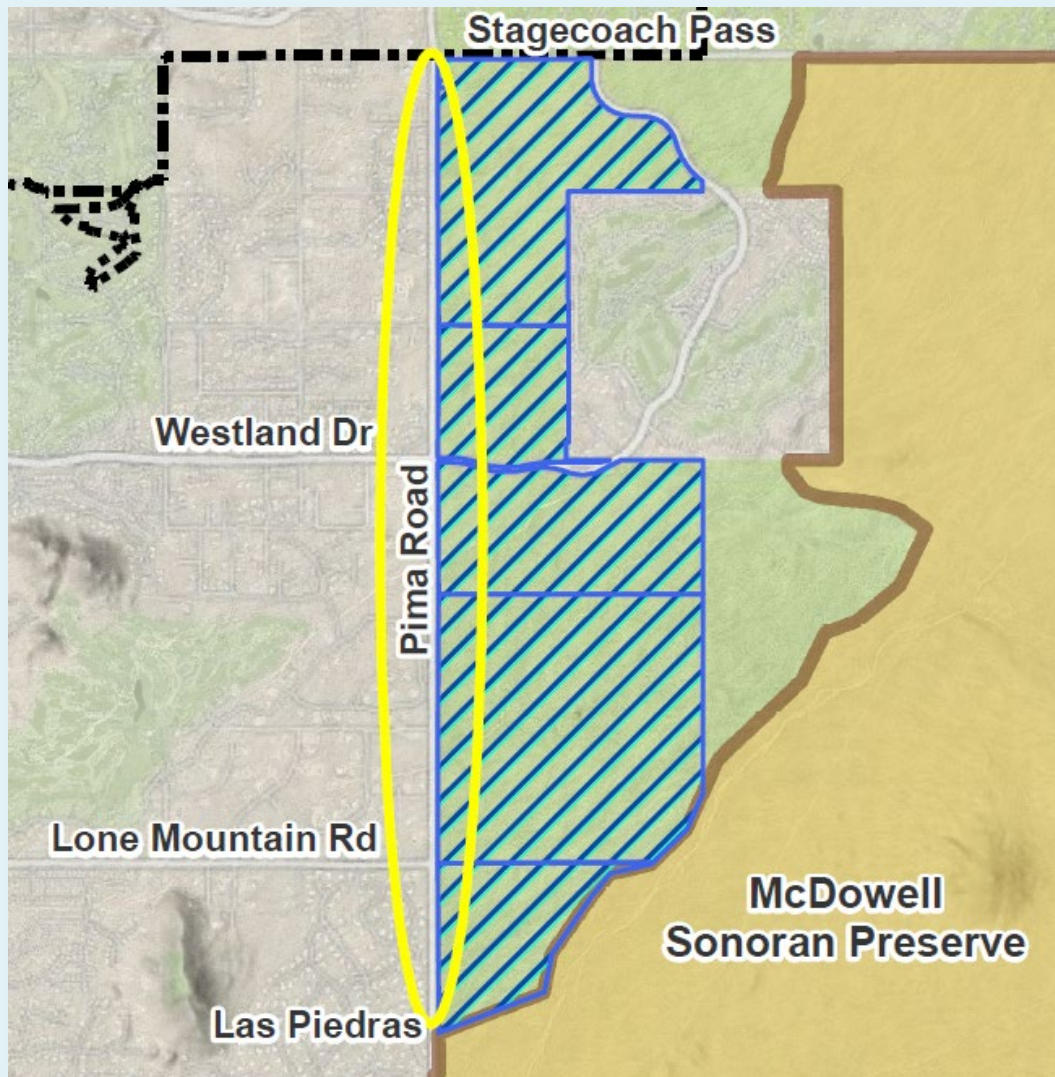 Stagecoach Pass
Westland Dr
Pima Road
Lone Mountain Rd
McDowell
Sonoran Preserve
Las Piedras